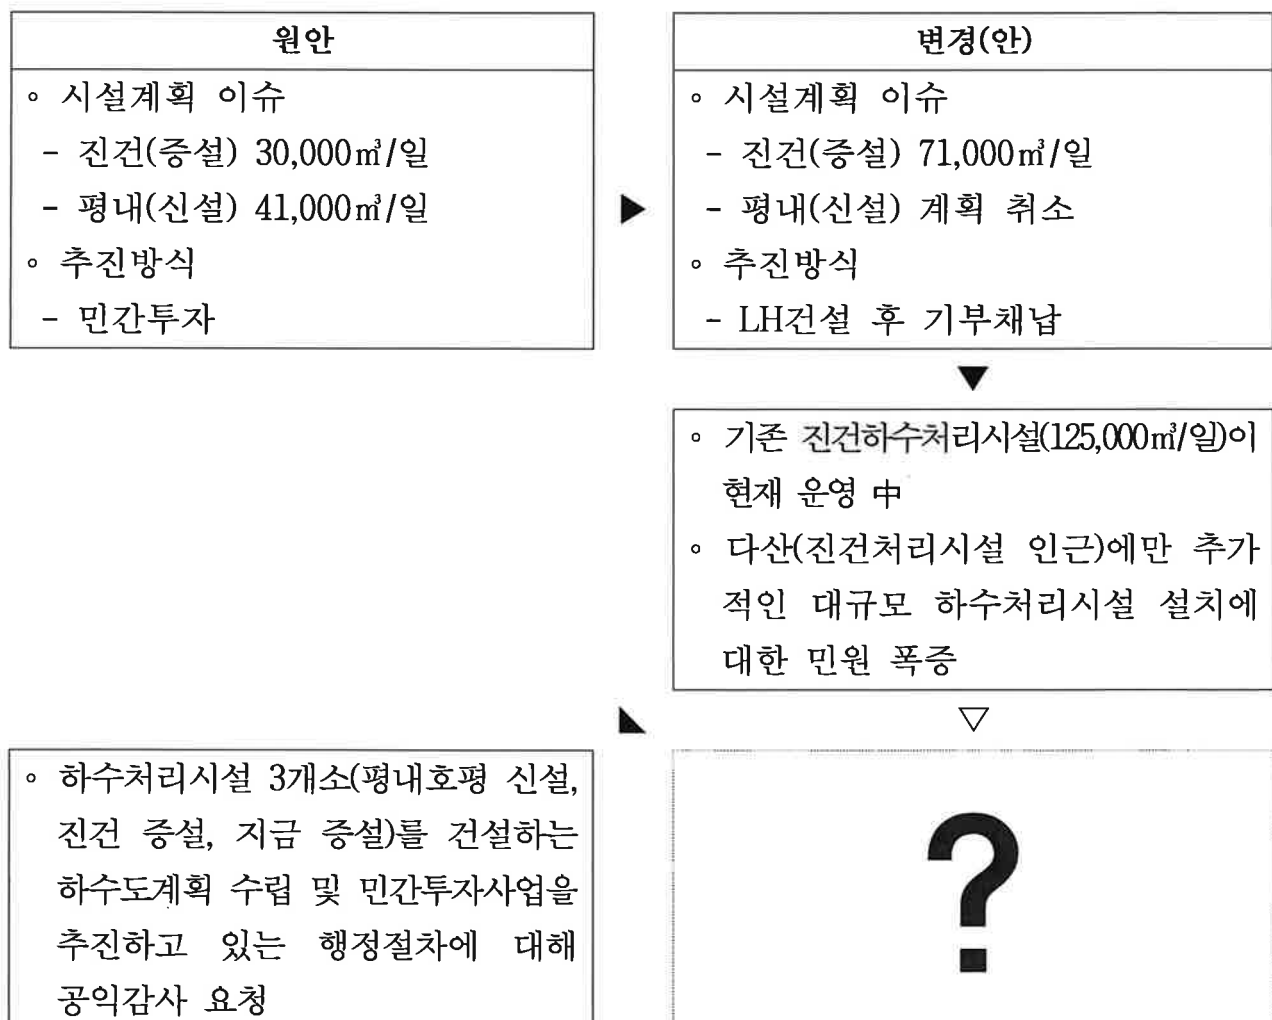 원안
◦ 시설계획 이슈
- 진건(증설) 30,000㎥/일
- 평내(신설) 41,000㎥/일
◦ 추진방식
- 민간투자
▶
변경(안)
◦ 시설계획 이슈
- 진건(증설) 71,000㎥/일
- 평내(신설) 계획 취소
◦ 추진방식
- LH건설 후 기부채납
▼
◦ 기존 진건하수처리시설(125,000㎥/일)이
현재 운영 中
◦ 다산(진건처리시설 인근)에만 추가
적인 대규모 하수처리시설 설치에
대한 민원 폭증
◣
▽
◦ 하수처리시설 3개소(평내호평 신설,
진건 증설, 지금 증설)를 건설하는
하수도계획 수립 및 민간투자사업을
추진하고 있는 행정절차에 대해
공익감사 요청
?